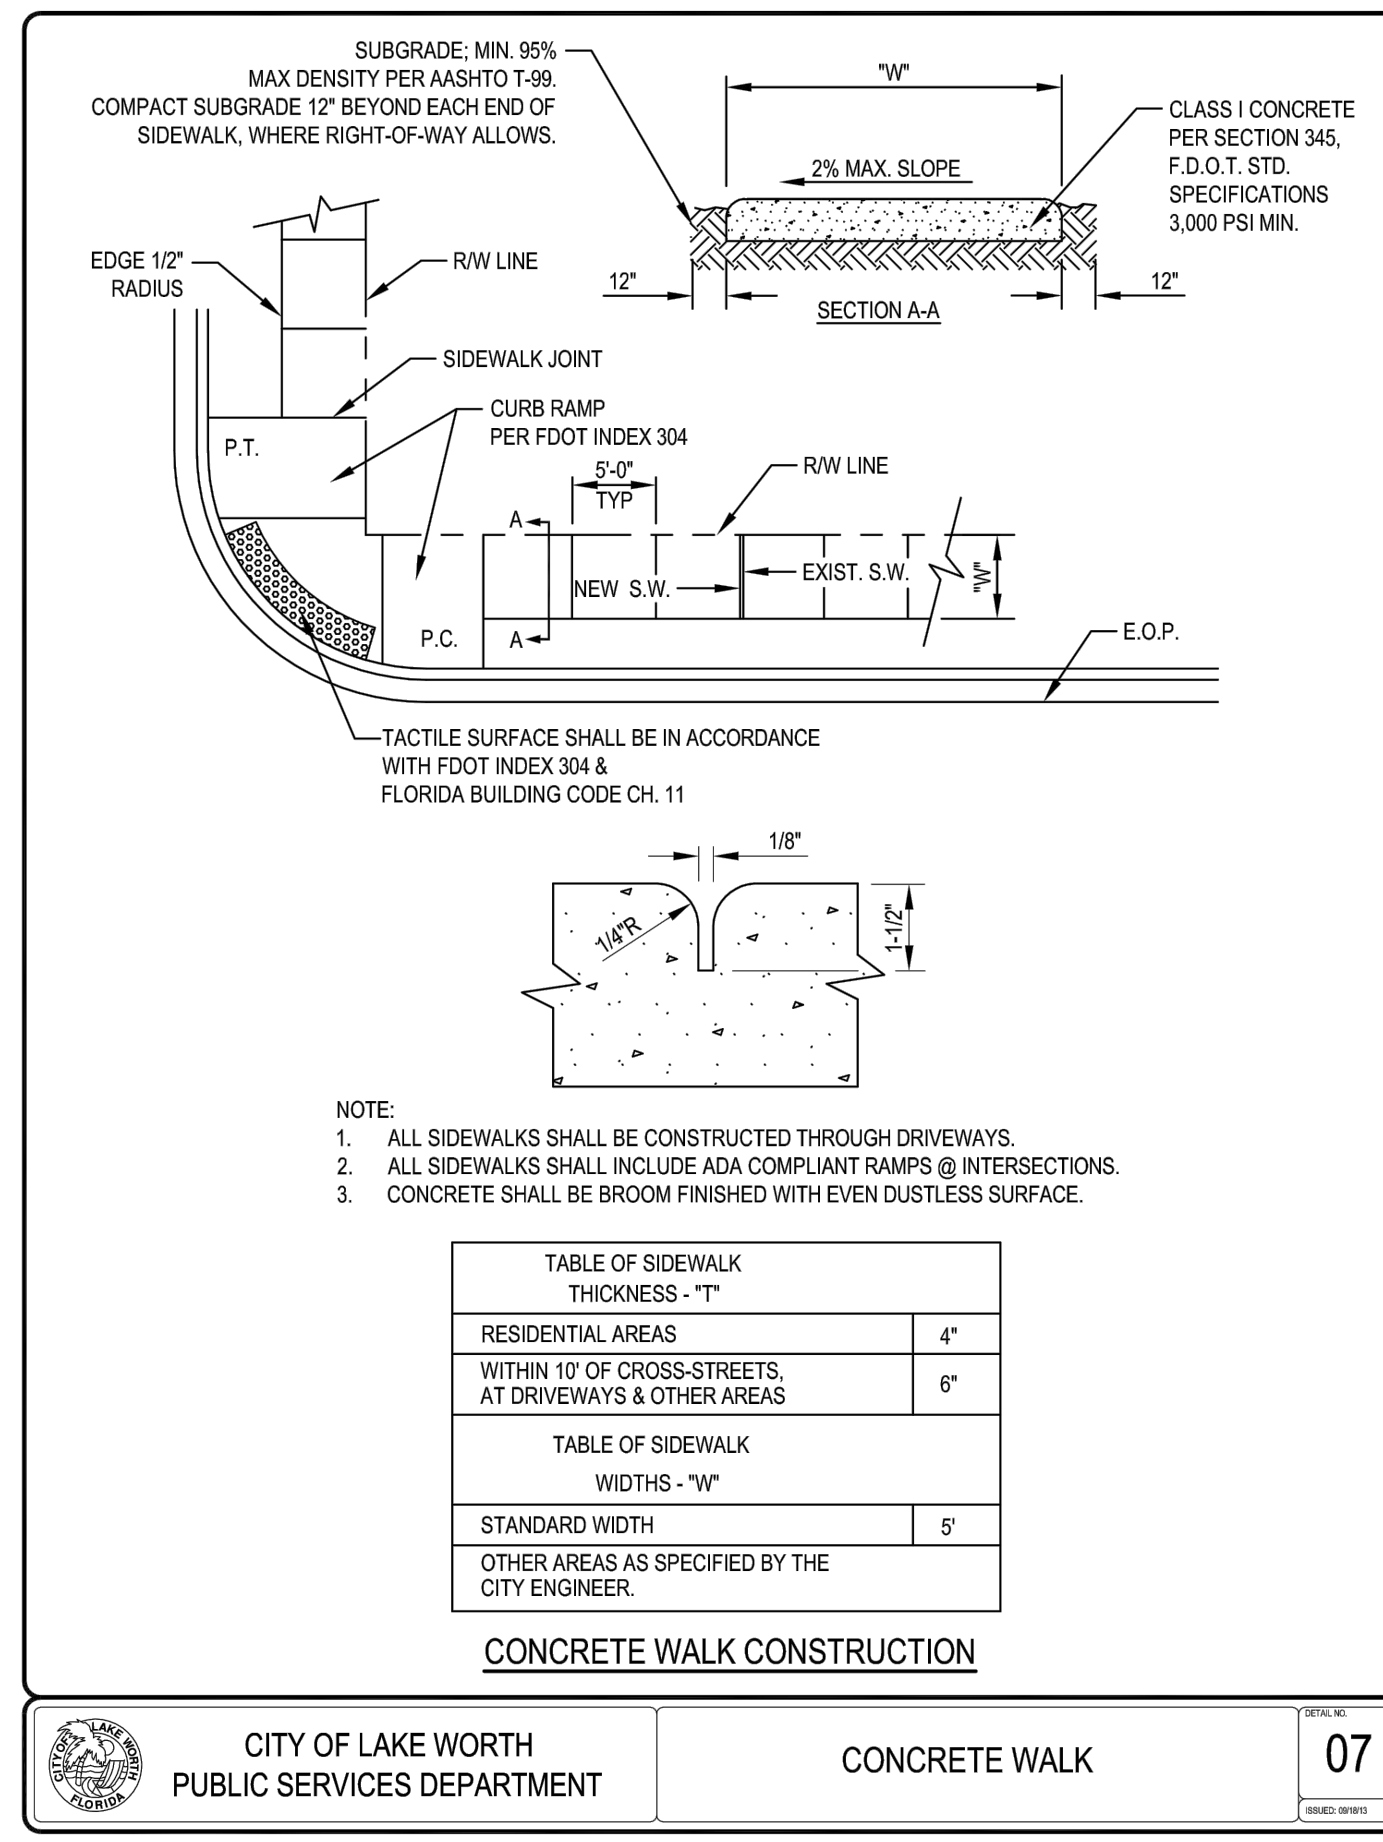 SUBGRADE; MIN. 95%
MAX DENSITY PER AASHTO T-99.
COMPACT SUBGRADE 12" BEYOND EACH END OF
SIDEWALK, WHERE RIGHT-OF-WAY ALLOWS.
"W"
CLASS I CONCRETE
PER SECTION 345,
F.D.O.T. STD.
SPECIFICATIONS
3,000 PSI MIN.
2% MAX. SLOPE
12"
12"
SECTION A-A
EDGE 1/2"
RADIUS
R/W LINE
SIDEWALK JOINT
CURB RAMP
PER FDOT INDEX 304
P.T.
5'-0"
TYP
R/W LINE
A
NEW S.W.
EXIST. S.W.
"W"
P.C.
A
E.O.P.
TACTILE SURFACE SHALL BE IN ACCORDANCE
WITH FDOT INDEX 304 &
FLORIDA BUILDING CODE CH. 11
1/8"
1/4"R
1-1/2"
NOTE:
1. ALL SIDEWALKS SHALL BE CONSTRUCTED THROUGH DRIVEWAYS.
2. ALL SIDEWALKS SHALL INCLUDE ADA COMPLIANT RAMPS @ INTERSECTIONS.
3. CONCRETE SHALL BE BROOM FINISHED WITH EVEN DUSTLESS SURFACE.
TABLE OF SIDEWALK
THICKNESS - "T"
RESIDENTIAL AREAS 4"
WITHIN 10' OF CROSS-STREETS,
AT DRIVEWAYS & OTHER AREAS 6"
TABLE OF SIDEWALK
WIDTHS - "W"
STANDARD WIDTH 5'
OTHER AREAS AS SPECIFIED BY THE
CITY ENGINEER.
CONCRETE WALK CONSTRUCTION
CITY OF LAKE WORTH
FLORIDA
CITY OF LAKE WORTH
PUBLIC SERVICES DEPARTMENT
CONCRETE WALK
DETAIL NO.
07
ISSUED: 09/18/13